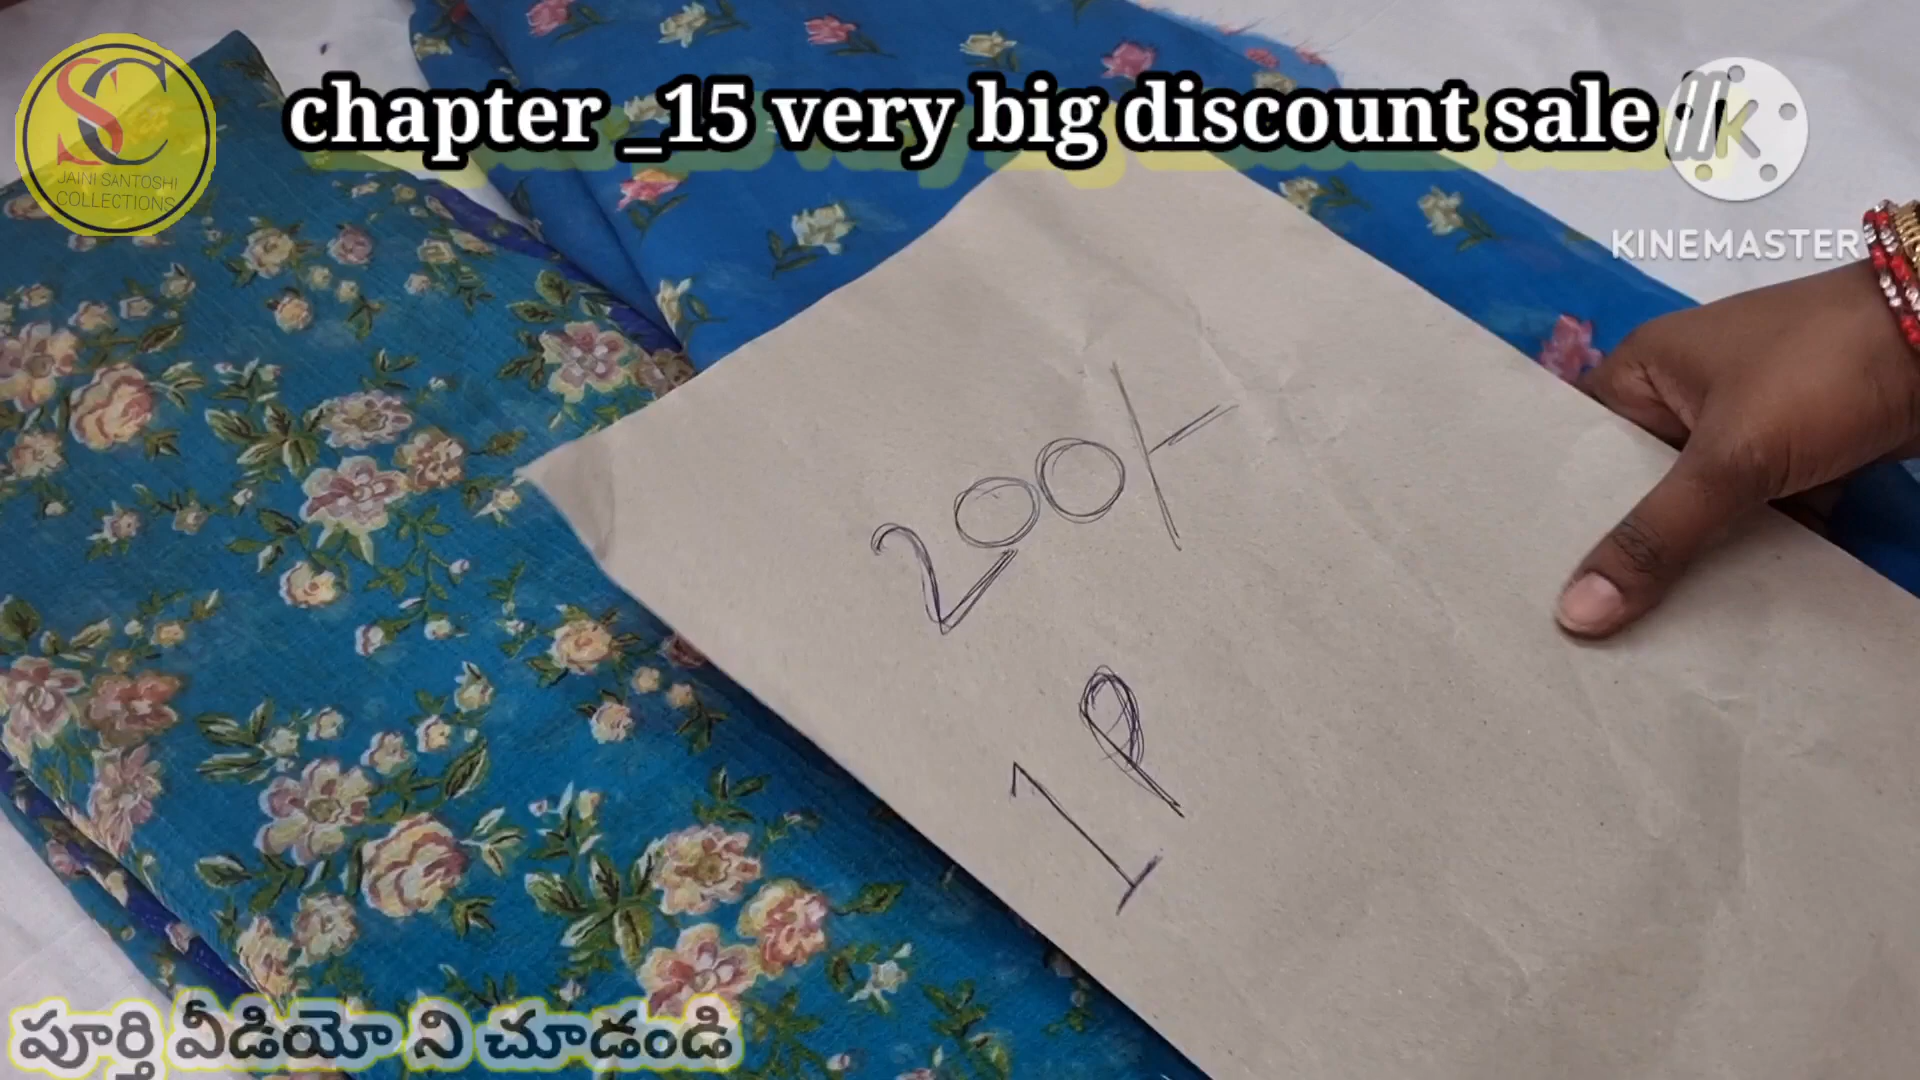 chapter _15 very big discount sale //
SC
JAINI SANTOSHI
COLLECTIONS
K
KINEMASTER
200/-
1P
పూర్తి వీడియో ని చూడండి